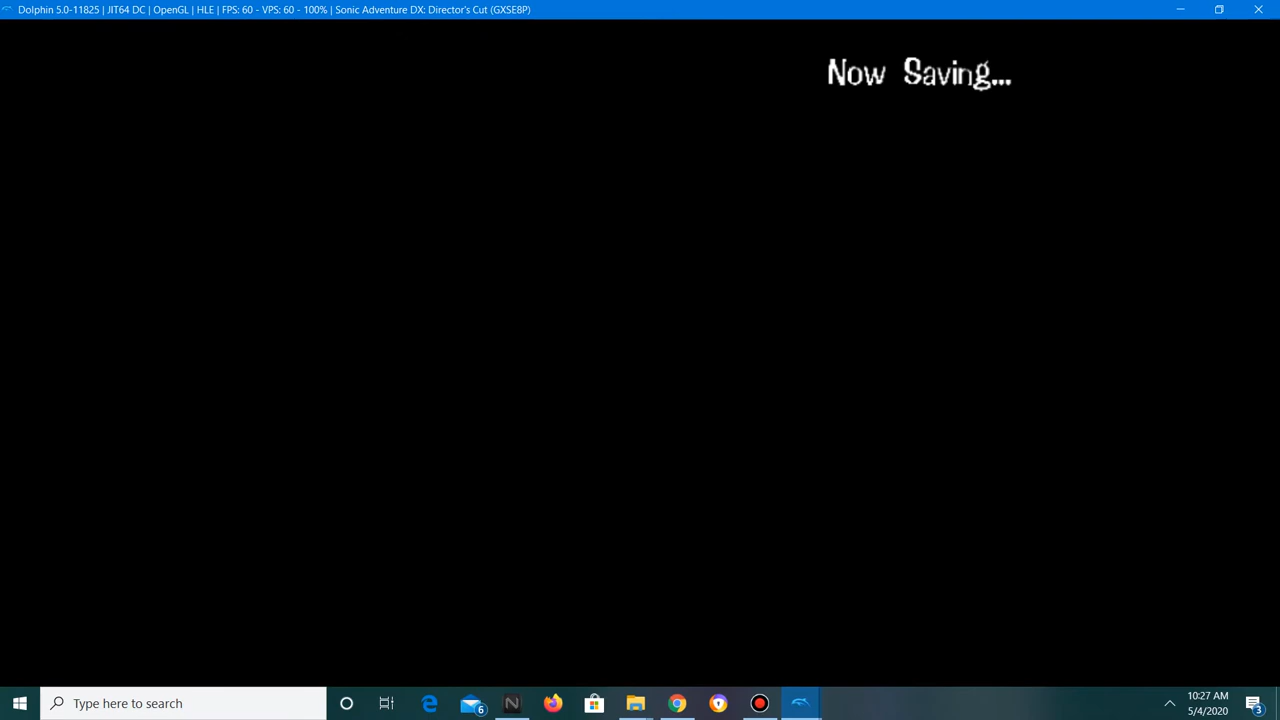 Dolphin 5.0-11825 | JIT64 DC | OpenGL | HLE | FPS: 60 - VPS: 60 - 100% | Sonic Adventure DX: Director's Cut (GXSE8P)
Now Saving...
Type here to search
6
N
10:27 AM
5/4/2020
3